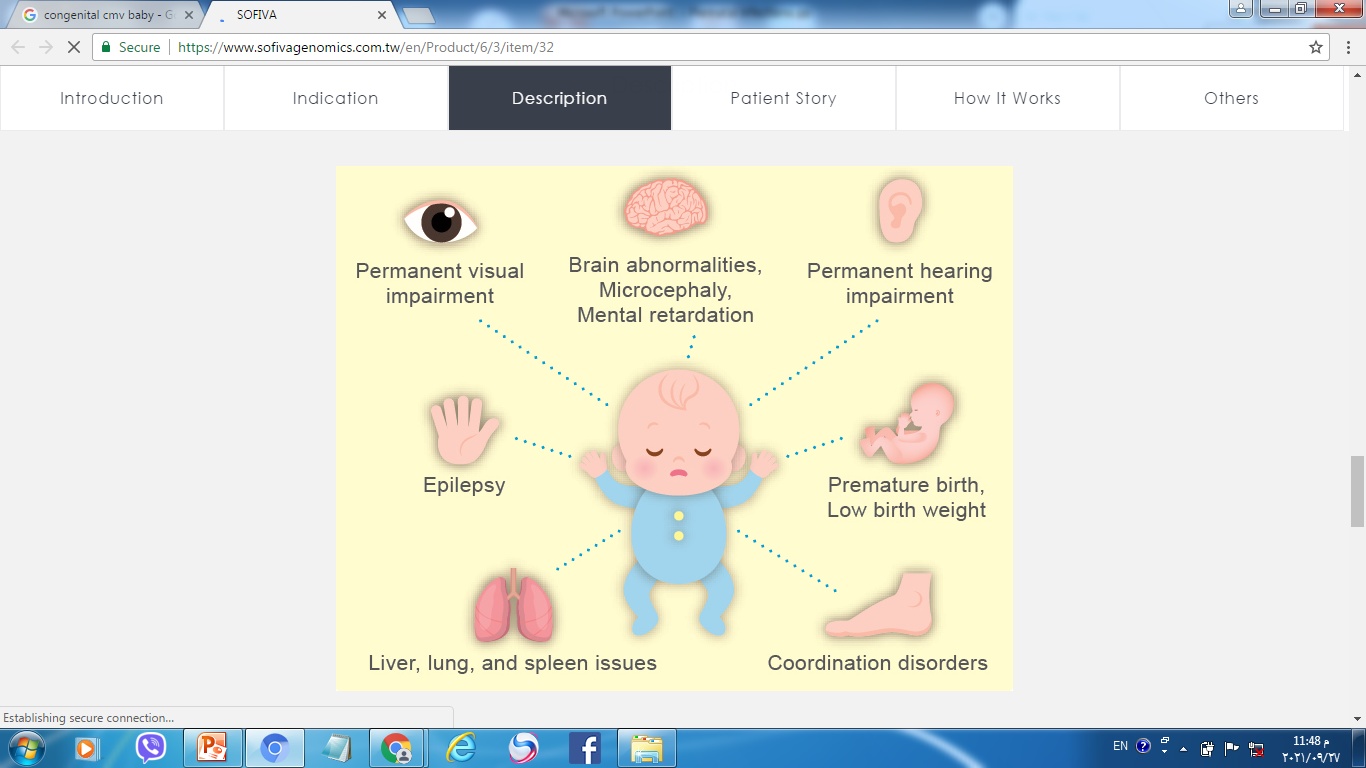 congenital cmv baby - G
SOFIVA
Secure
https://www.sofivagenomics.com.tw/en/Product/6/3/item/32
Introduction
Indication
Description
Patient Story
How It Works
Others
Permanent visual
impairment
Brain abnormalities,
Microcephaly,
Mental retardation
Permanent hearing
impairment
Epilepsy
Premature birth,
Low birth weight
Liver, lung, and spleen issues
Coordination disorders
Establishing secure connection...
EN
11:48 م
٢٠٢١/٠٩/٢٧